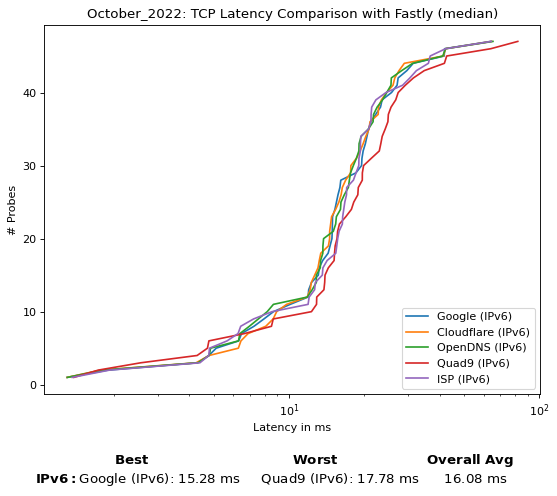 October_2022: TCP Latency Comparison with Fastly (median)
# Probes
40
30
20
10
0
10¹
10²
Latency in ms
Google (IPv6)
Cloudflare (IPv6)
OpenDNS (IPv6)
Quad9 (IPv6)
ISP (IPv6)
Best Worst Overall Avg
IPv6: Google (IPv6): 15.28 ms Quad9 (IPv6): 17.78 ms 16.08 ms